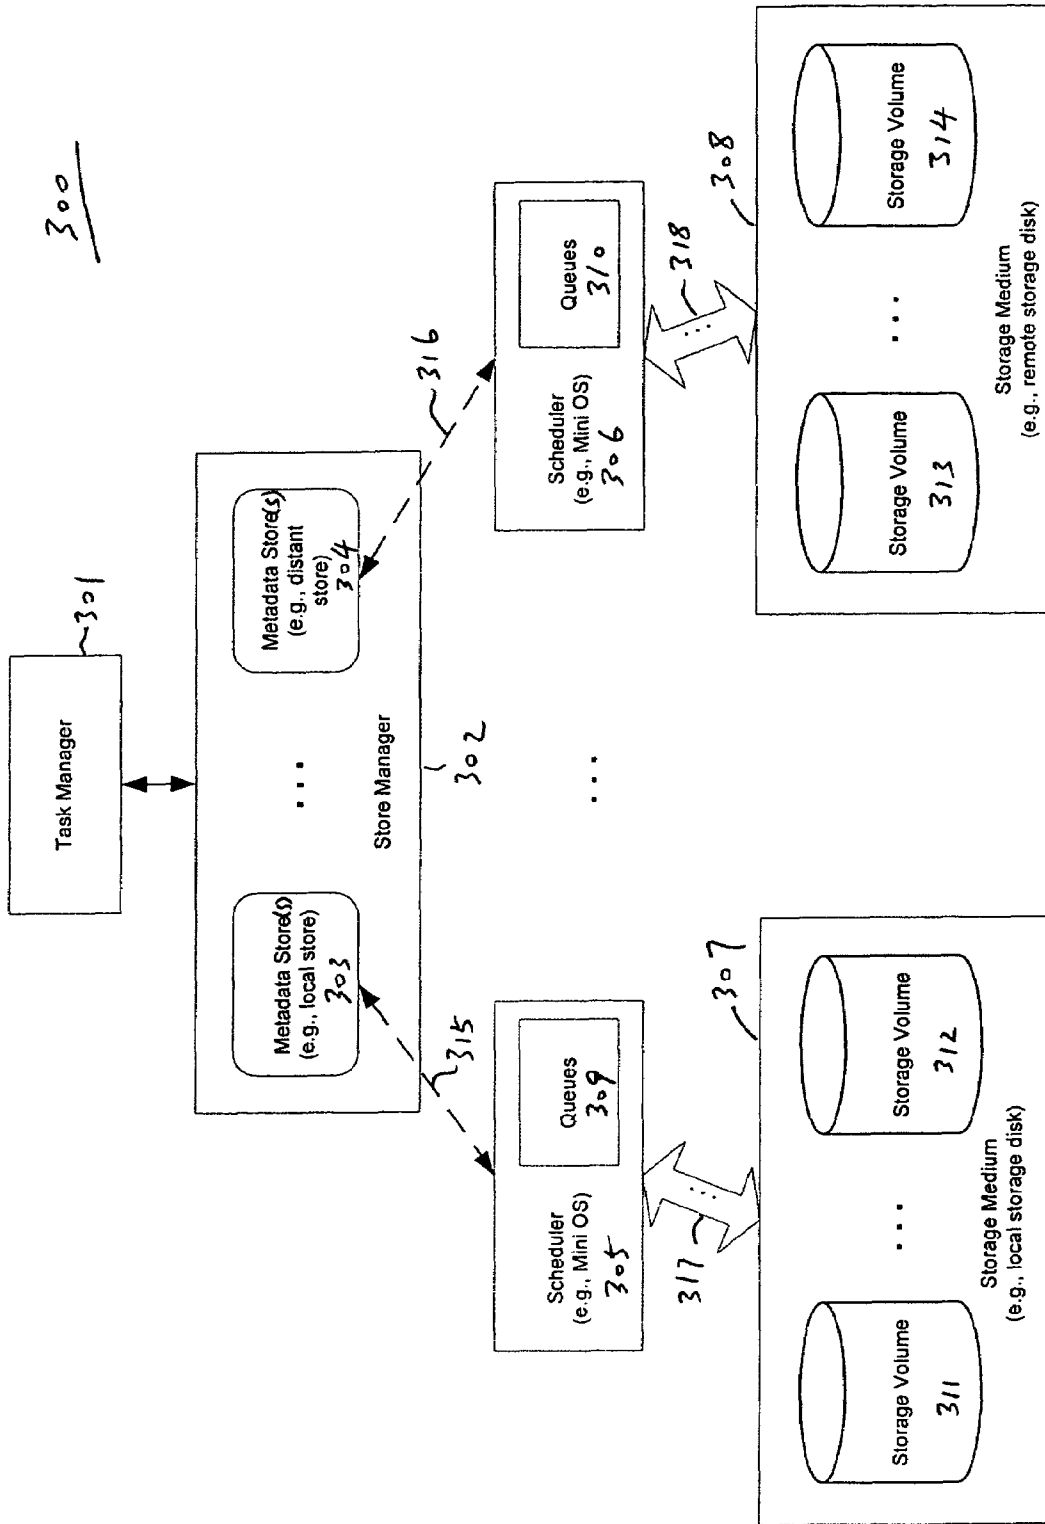 300
Task Manager
301
Metadata Store(s)
(e.g., local store)
303
...
Metadata Store(s)
(e.g., distant
store)
304
Store Manager
302
315
316
Scheduler
(e.g., Mini OS)
305
Queues
309
...
Scheduler
(e.g., Mini OS)
306
Queues
310
317
...
307
318
...
308
Storage Volume
311
...
Storage Volume
312
Storage Medium
(e.g., local storage disk)
Storage Volume
313
...
Storage Volume
314
Storage Medium
(e.g., remote storage disk)